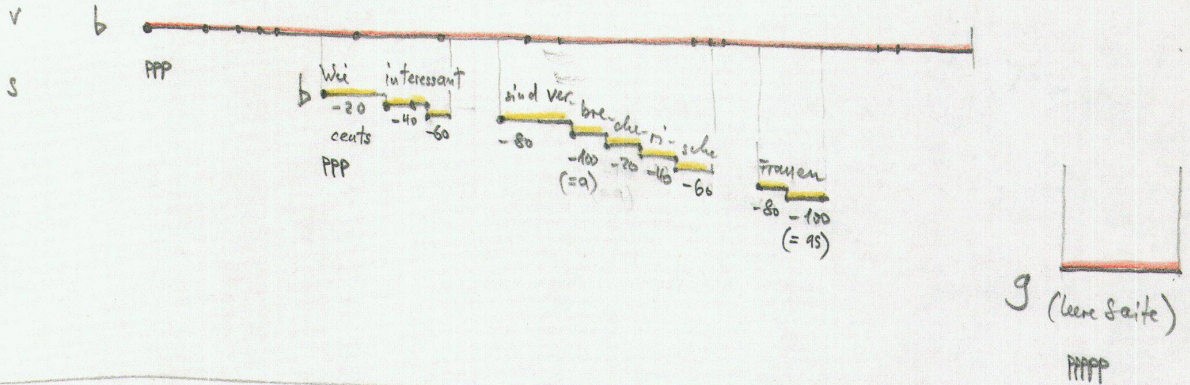 V b
ppp
S
b Wie interessant
-20 -40 -60
cents
ppp
sind ver-bre-che-ri-sche
-80 -100 -20 -40 -60
(=a)
Frauen
-80 -100
(=as)
g (leere Saite)
ppppp